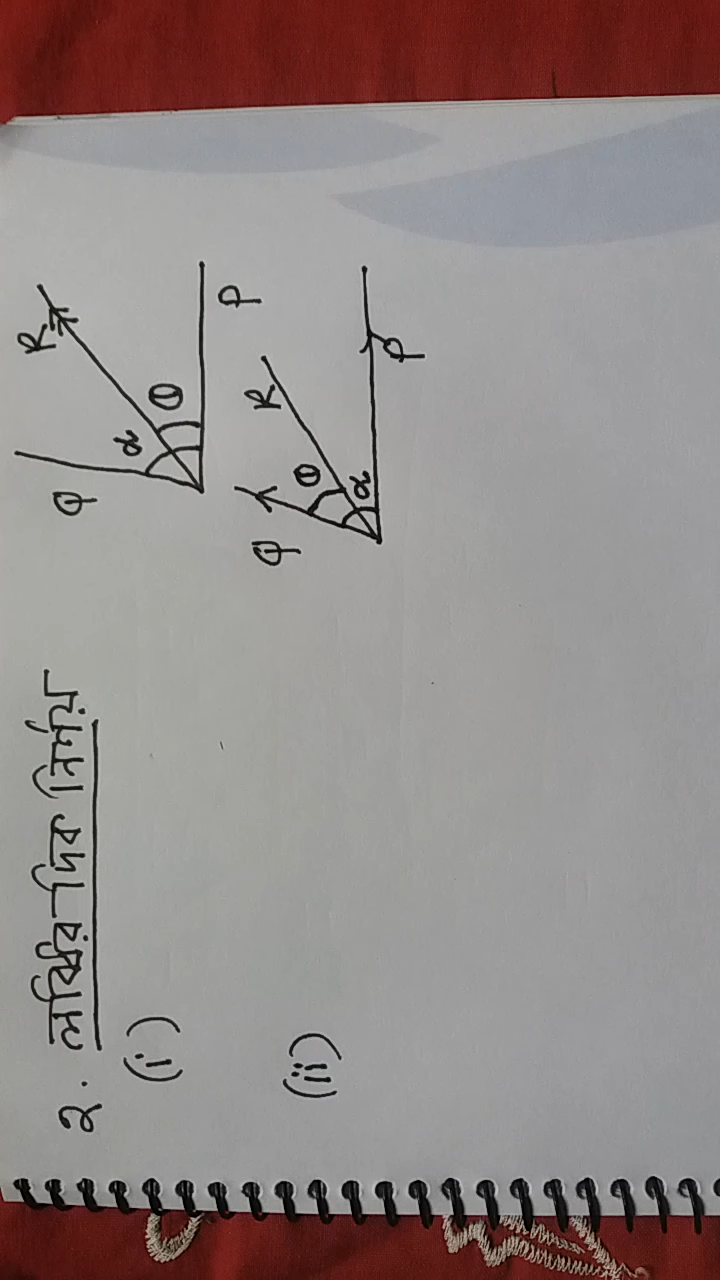 ২. লব্ধির দিক নির্ণয়
(i)
Q R
α θ
P
(ii)
Q R
θ
α
P